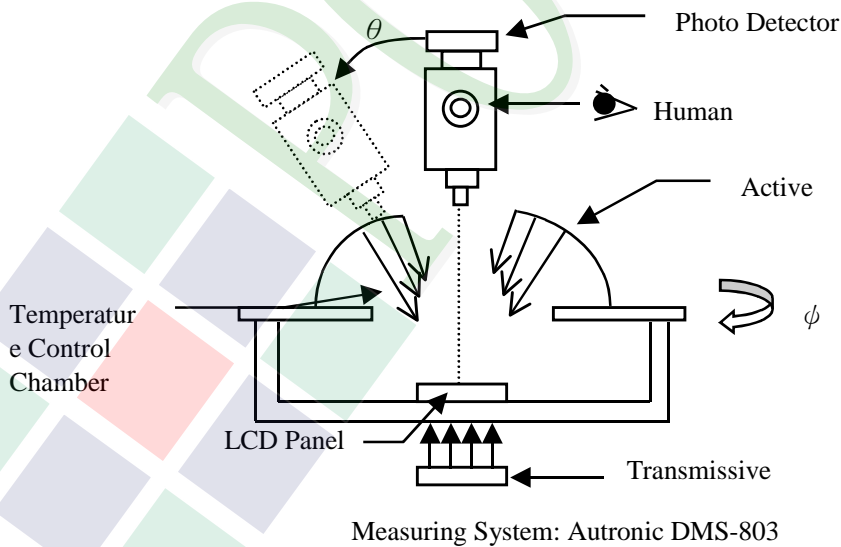 θ
Photo Detector
Human
Active
Temperatur
e Control
Chamber
ϕ
LCD Panel
Transmissive
Measuring System: Autronic DMS-803